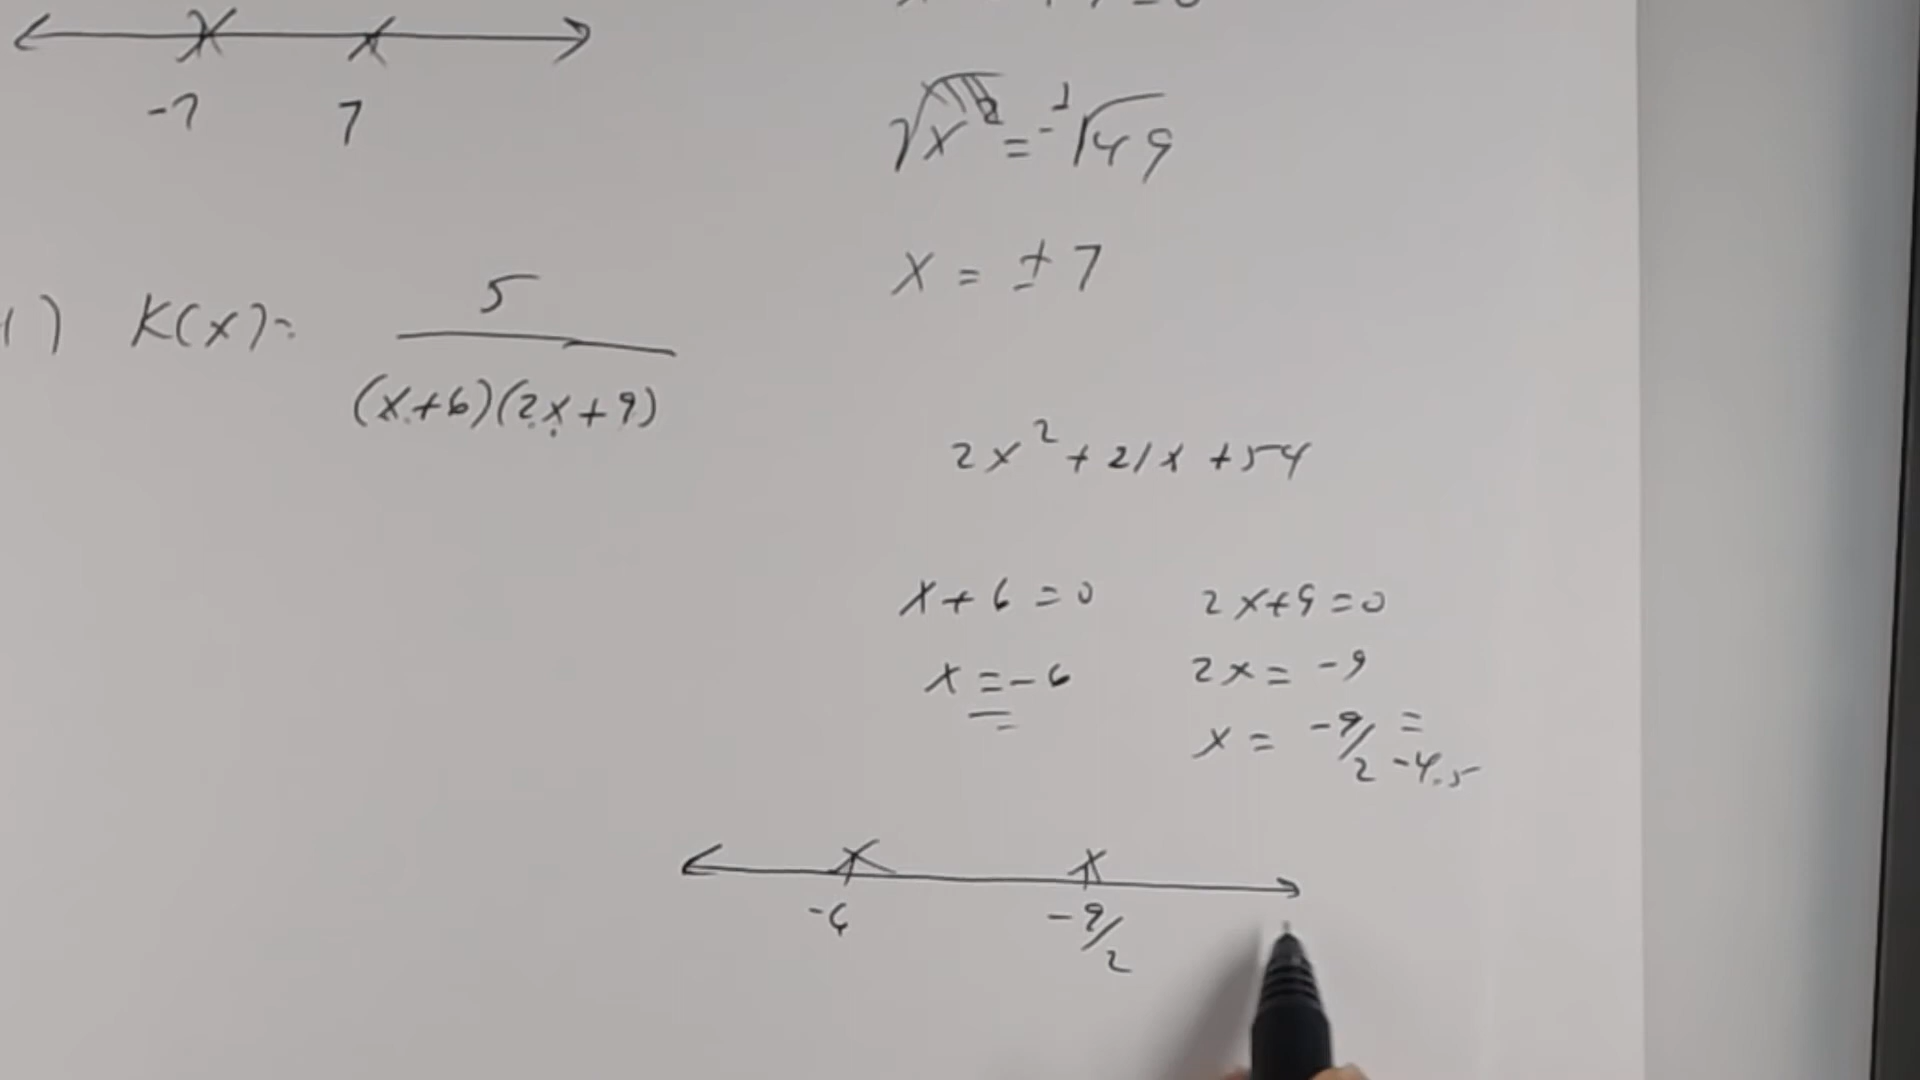 -7 7
√x² = ±√49
x = ± 7
) K(x) = 5
(x+6)(2x+9)
2x² + 21x + 54
x + 6 = 0 2x+9=0
x = -6 2x = -9
x = -9/2 = -4.5
-6 -9/2